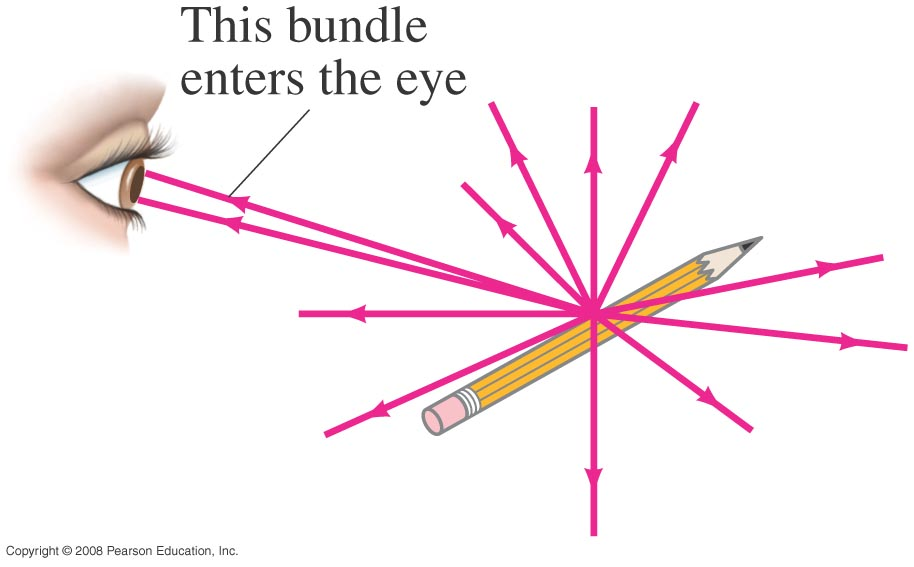 This bundle
enters the eye
Copyright © 2008 Pearson Education, Inc.